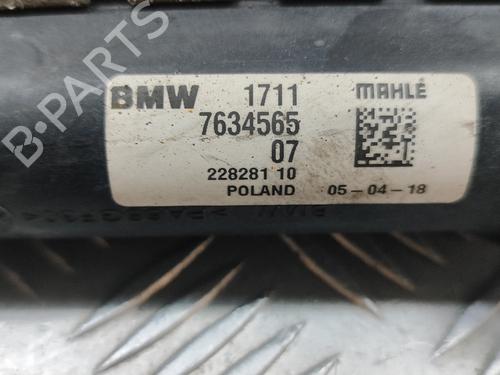 B-PARTS
BMW 1711 MAHLE
7634565
07
228281 10
POLAND 05-04-18